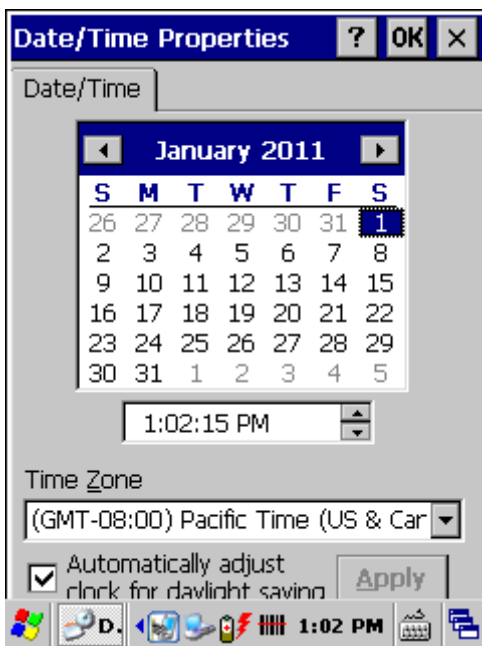 Date/Time Properties ? OK ×
Date/Time
January 2011
S M T W T F S
26 27 28 29 30 31 1
2 3 4 5 6 7 8
9 10 11 12 13 14 15
16 17 18 19 20 21 22
23 24 25 26 27 28 29
30 31 1 2 3 4 5
1:02:15 PM
Time Zone
(GMT-08:00) Pacific Time (US & Car
Automatically adjust
clock for daylight saving
Apply
D. 1:02 PM